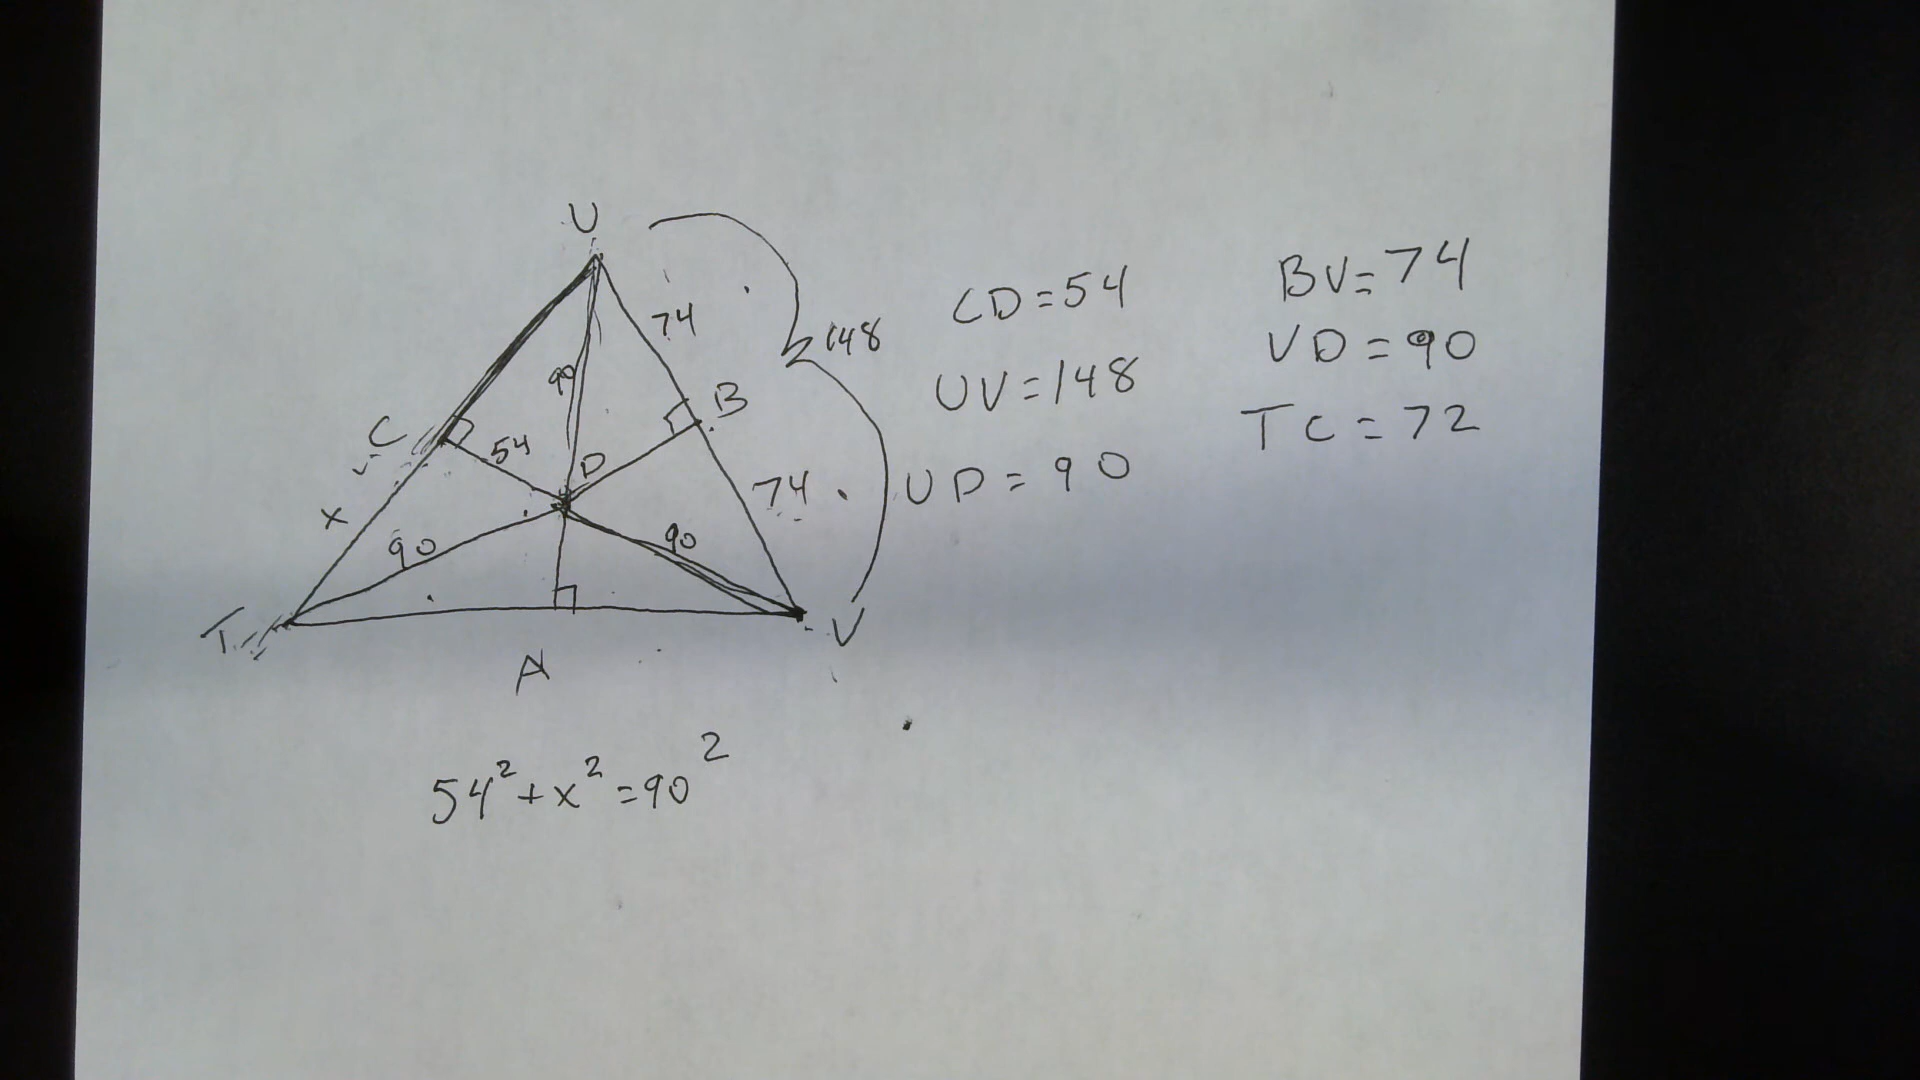 U
74
148
90
B
C
54
D
x
74
90
90
T
V
A
CD=54
UV=148
UD=90
BV=74
VD=90
TC=72
54²+x²=90²